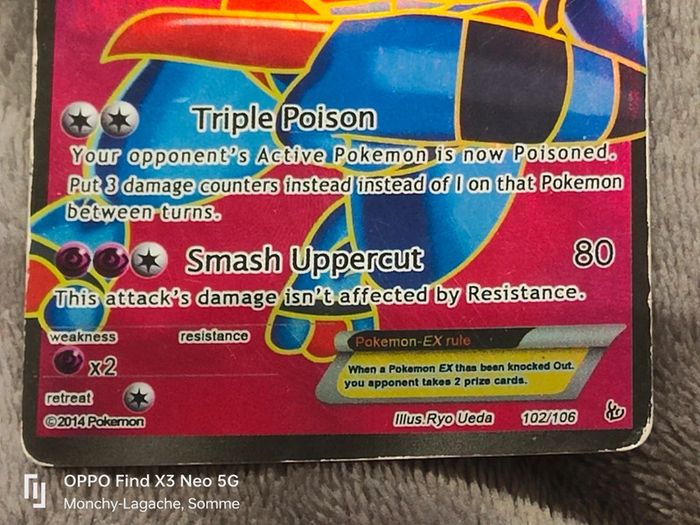 Triple Poison
Your opponent's Active Pokemon is now Poisoned.
Put 3 damage counters instead instead of l on that Pokemon
between turns.
Smash Uppercut 80
This attack's damage isn't affected by Resistance.
weakness resistance
x2
retreat
Pokemon-EX rule
When a Pokemon EX thas been knocked Out.
you apponent takes 2 prize cards.
©2014 Pokemon
Illus.Ryo Ueda 102/106
OPPO Find X3 Neo 5G
Monchy-Lagache, Somme